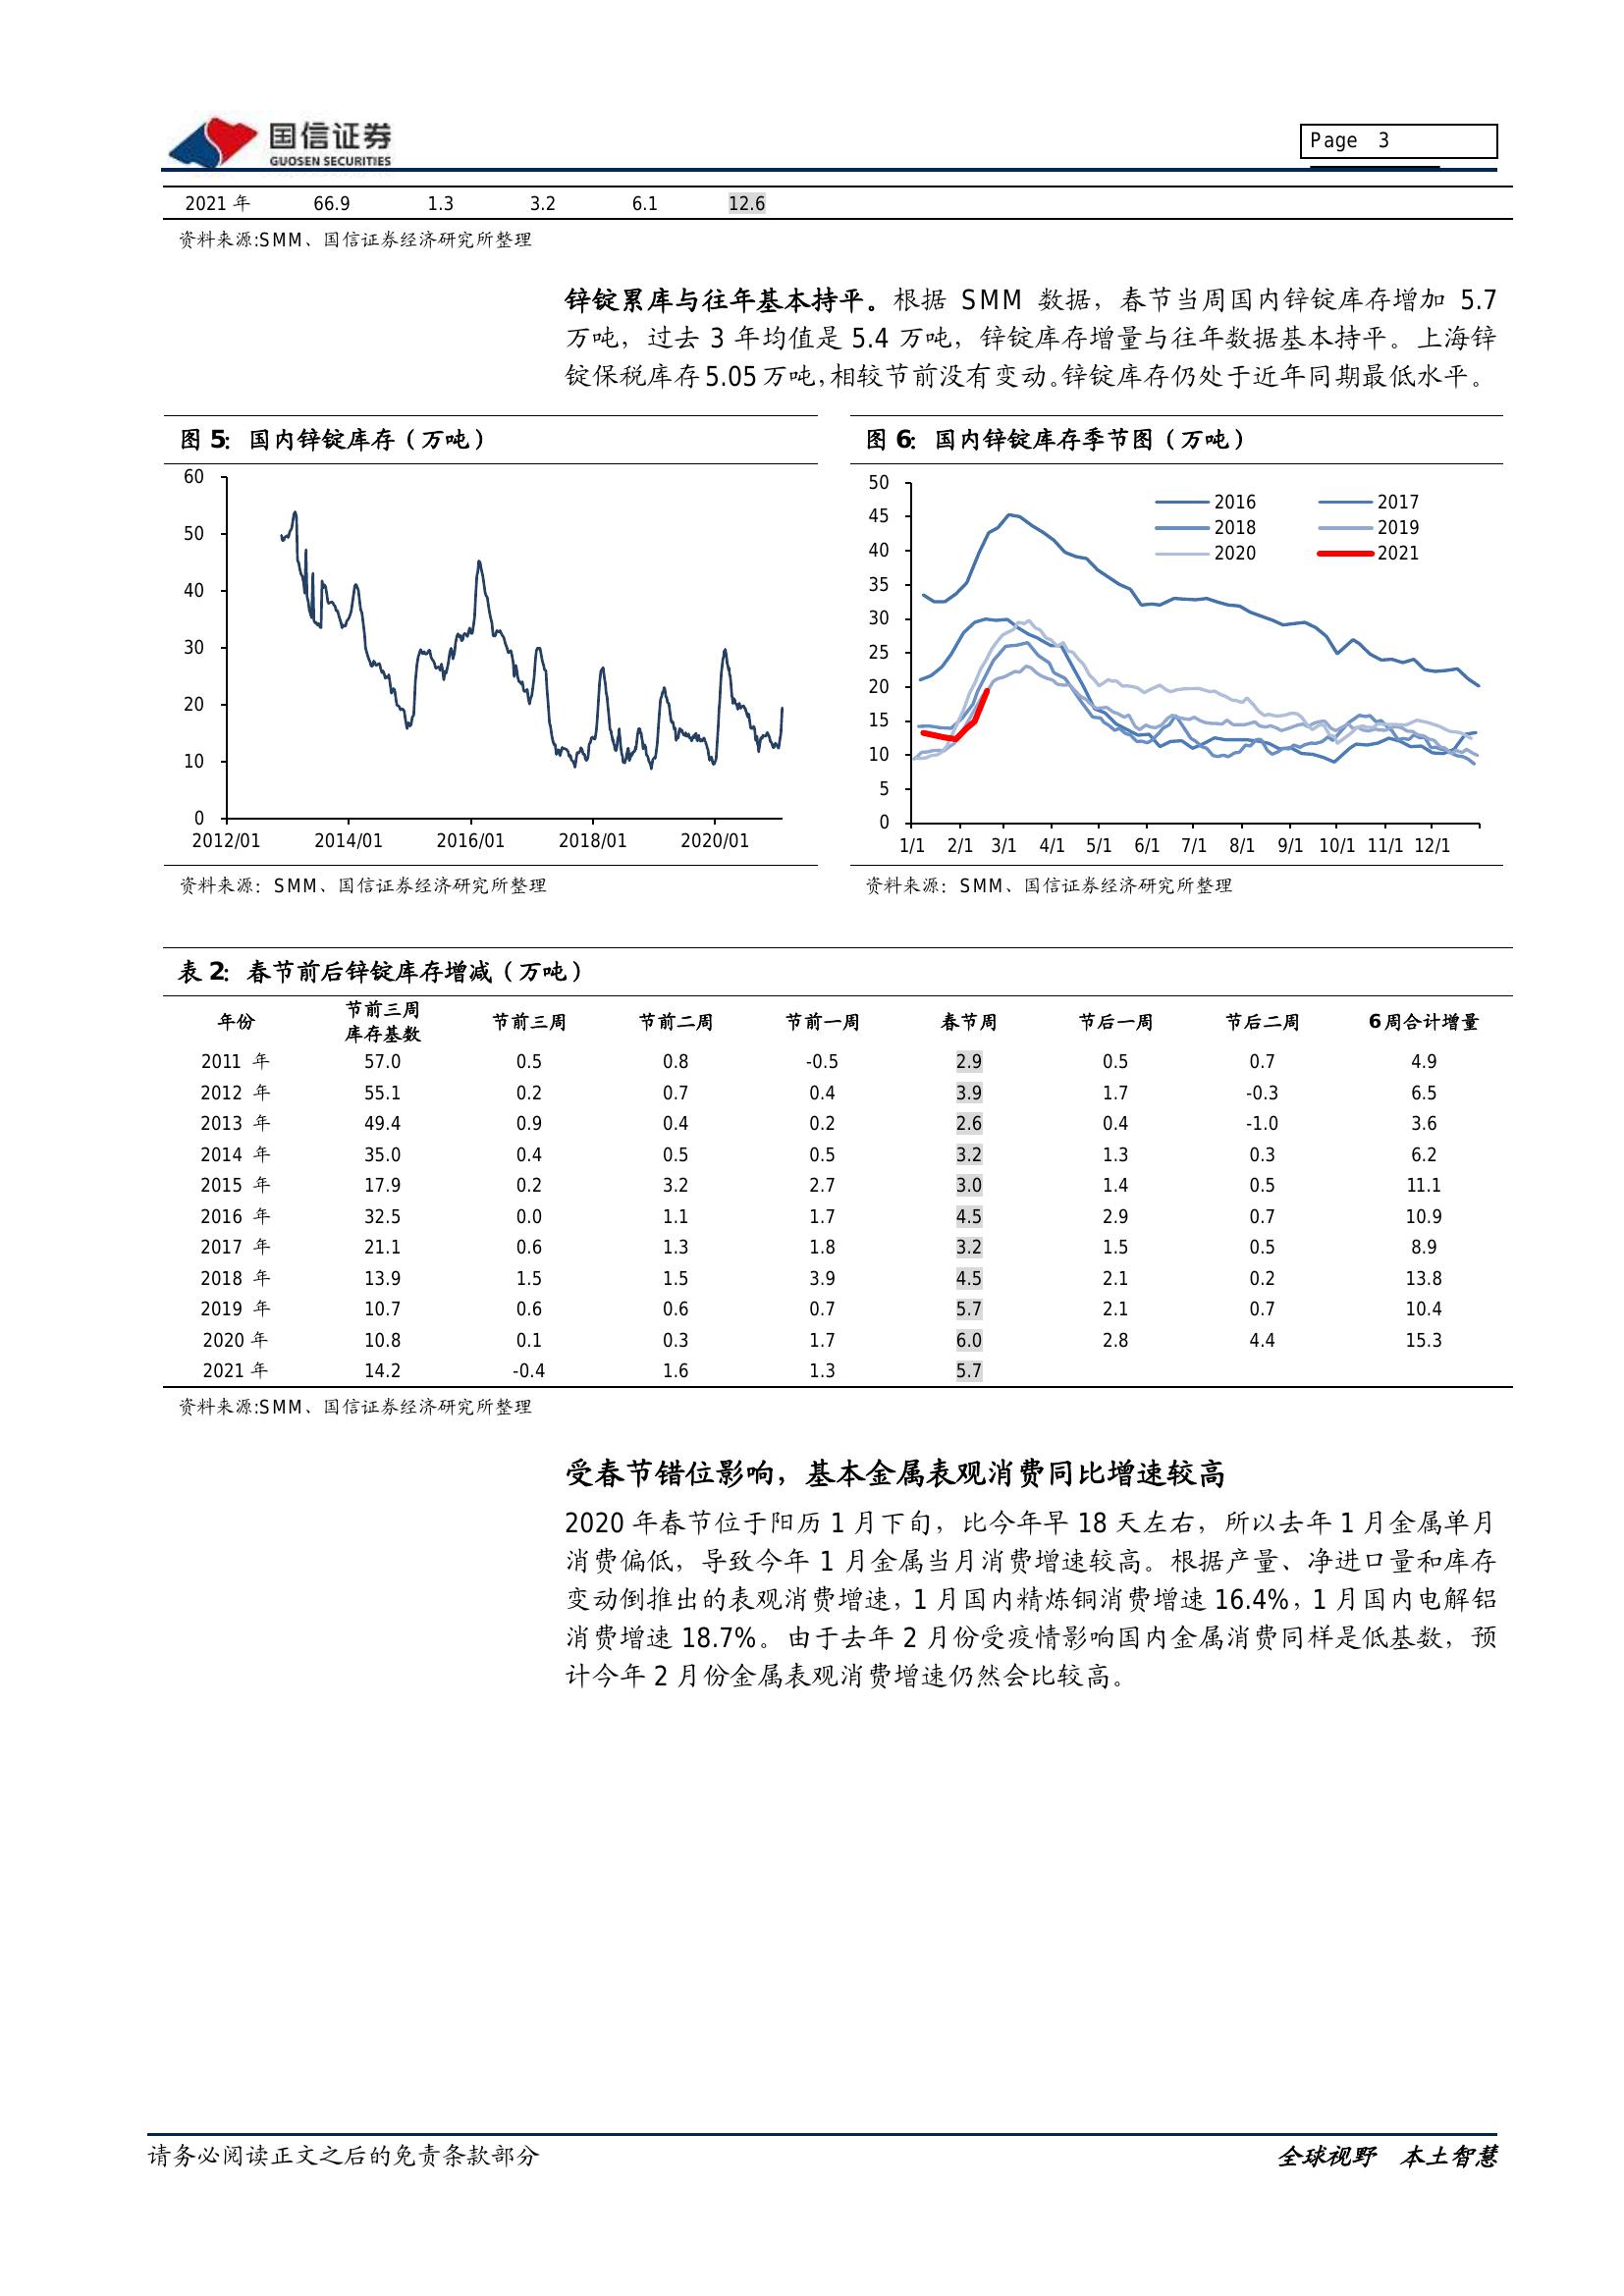 国信证券
GUOSEN SECURITIES
Page 3
2021 年 66.9 1.3 3.2 6.1 12.6
资料来源:SMM、国信证券经济研究所整理
锌锭累库与往年基本持平。根据 SMM 数据，春节当周国内锌锭库存增加 5.7
万吨，过去 3 年均值是 5.4 万吨，锌锭库存增量与往年数据基本持平。上海锌
锭保税库存 5.05 万吨，相较节前没有变动。锌锭库存仍处于近年同期最低水平。
图 5：国内锌锭库存（万吨）
60
50
40
30
20
10
0
2012/01 2014/01 2016/01 2018/01 2020/01
资料来源：SMM、国信证券经济研究所整理
图 6：国内锌锭库存季节图（万吨）
50
45
40
35
30
25
20
15
10
5
0
2016 2017
2018 2019
2020 2021
1/1 2/1 3/1 4/1 5/1 6/1 7/1 8/1 9/1 10/1 11/1 12/1
资料来源：SMM、国信证券经济研究所整理
表 2：春节前后锌锭库存增减（万吨）
年份 节前三周库存基数 节前三周 节前二周 节前一周 春节周 节后一周 节后二周 6 周合计增量
2011 年 57.0 0.5 0.8 -0.5 2.9 0.5 0.7 4.9
2012 年 55.1 0.2 0.7 0.4 3.9 1.7 -0.3 6.5
2013 年 49.4 0.9 0.4 0.2 2.6 0.4 -1.0 3.6
2014 年 35.0 0.4 0.5 0.5 3.2 1.3 0.3 6.2
2015 年 17.9 0.2 3.2 2.7 3.0 1.4 0.5 11.1
2016 年 32.5 0.0 1.1 1.7 4.5 2.9 0.7 10.9
2017 年 21.1 0.6 1.3 1.8 3.2 1.5 0.5 8.9
2018 年 13.9 1.5 1.5 3.9 4.5 2.1 0.2 13.8
2019 年 10.7 0.6 0.6 0.7 5.7 2.1 0.7 10.4
2020 年 10.8 0.1 0.3 1.7 6.0 2.8 4.4 15.3
2021 年 14.2 -0.4 1.6 1.3 5.7
资料来源:SMM、国信证券经济研究所整理
受春节错位影响，基本金属表观消费同比增速较高
2020 年春节位于阳历 1 月下旬，比今年早 18 天左右，所以去年 1 月金属单月
消费偏低，导致今年 1 月金属当月消费增速较高。根据产量、净进口量和库存
变动倒推出的表观消费增速，1 月国内精炼铜消费增速 16.4%，1 月国内电解铝
消费增速 18.7%。由于去年 2 月份受疫情影响国内金属消费同样是低基数，预
计今年 2 月份金属表观消费增速仍然会比较高。
请务必阅读正文之后的免责条款部分
全球视野 本土智慧